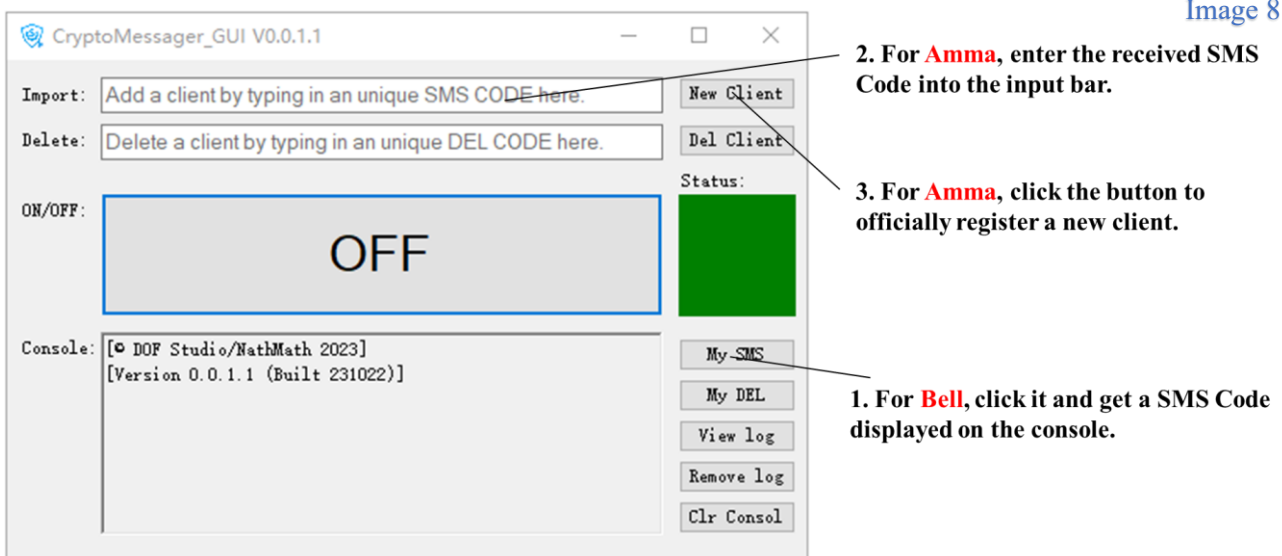 Image 8
CryptoMessager_GUI V0.0.1.1
2. For Amma, enter the received SMS
Code into the input bar.
Import:
Add a client by typing in an unique SMS CODE here.
New Client
Delete:
Delete a client by typing in an unique DEL CODE here.
Del Client
Status:
3. For Amma, click the button to
officially register a new client.
ON/OFF:
OFF
Console:
[© DOF Studio/NathMath 2023]
[Version 0.0.1.1 (Built 231022)]
My SMS
My DEL
1. For Bell, click it and get a SMS Code
displayed on the console.
View log
Remove log
Clr Consol